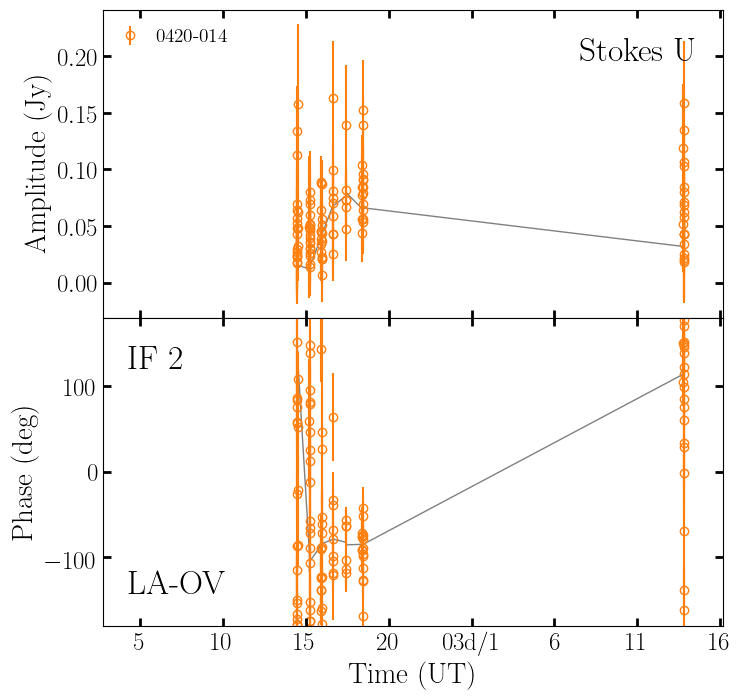 0420-014
Stokes U
0.20
0.15
0.10
0.05
0.00
Amplitude (Jy)
IF 2
100
0
−100
Phase (deg)
LA-OV
5 10 15 20 03d/1 6 11 16
Time (UT)